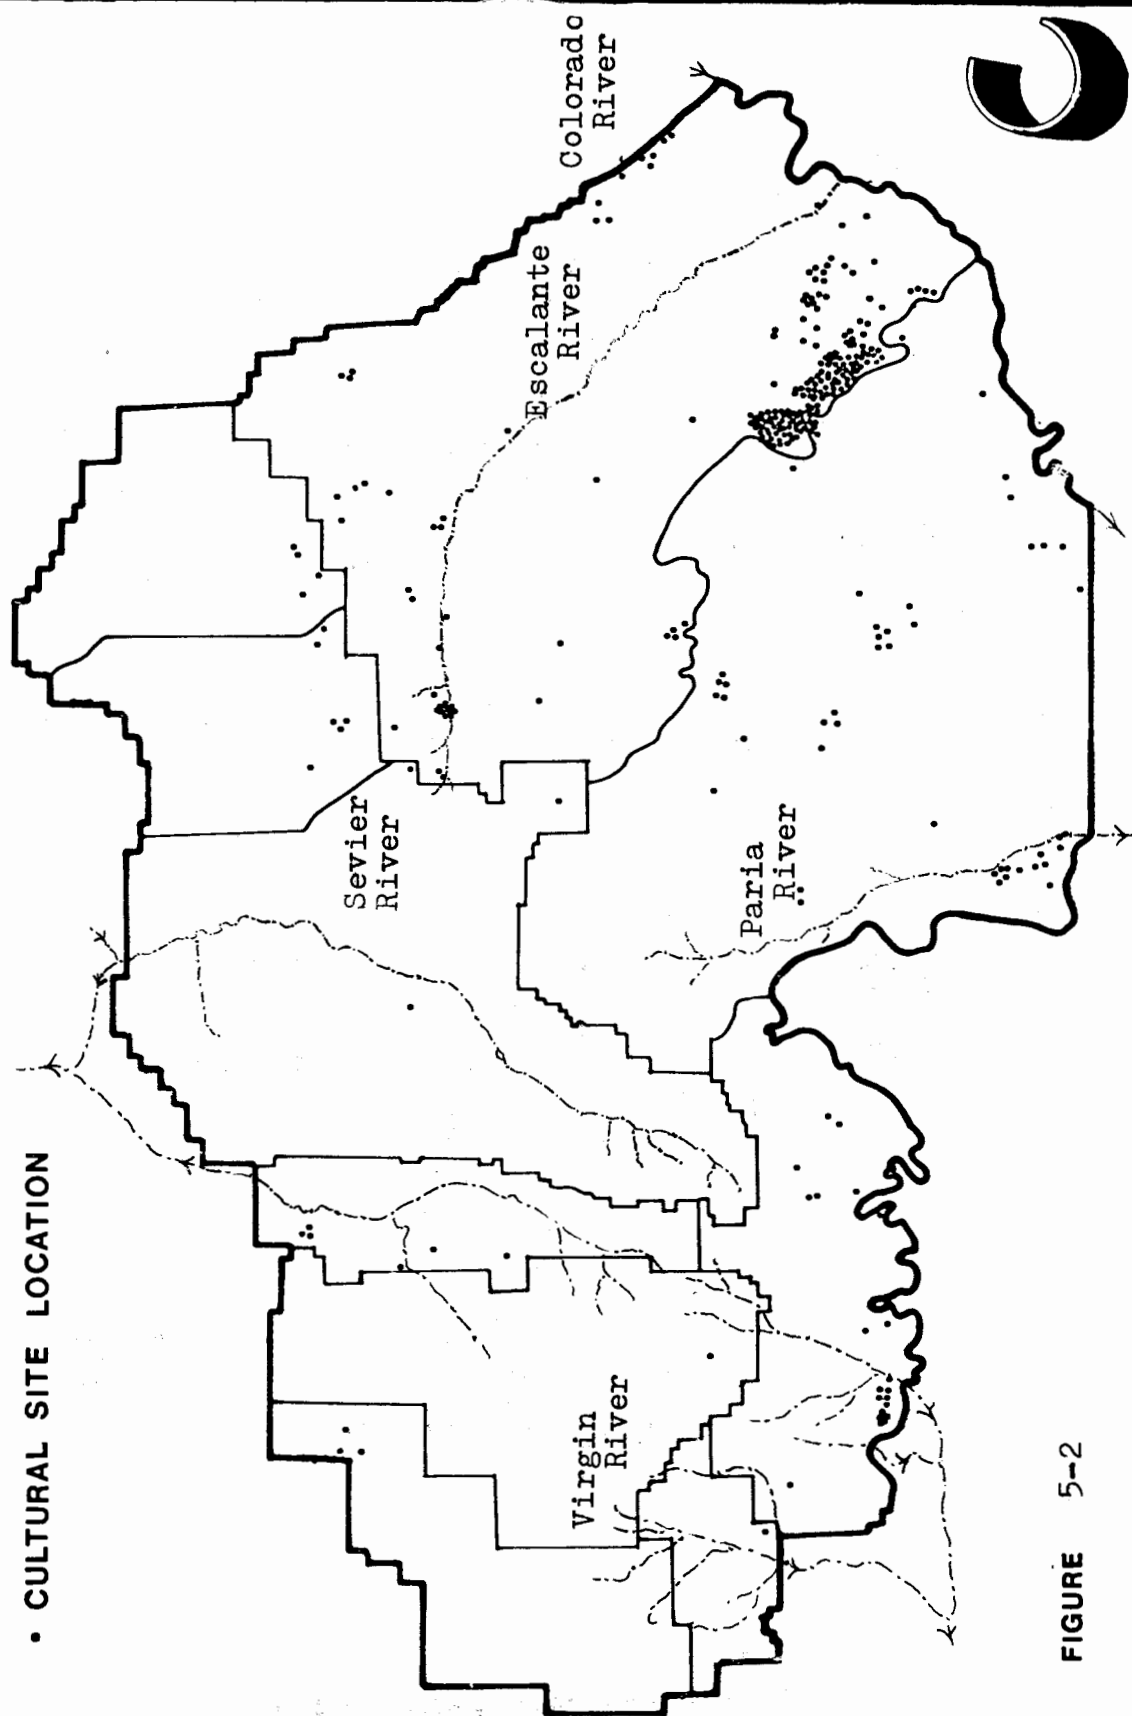 • CULTURAL SITE LOCATION
Colorado
River
Escalante
River
Sevier
River
Paria
River
Virgin
River
FIGURE 5-2